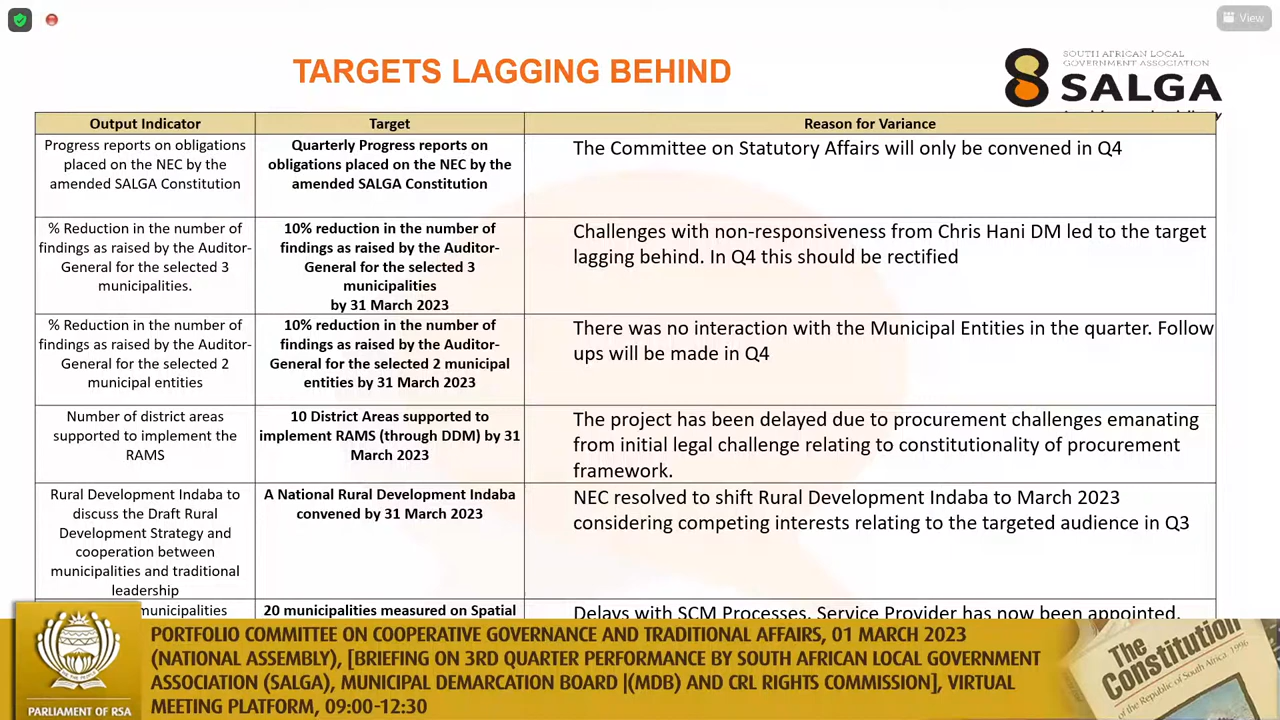 View
TARGETS LAGGING BEHIND
SOUTH AFRICAN LOCAL
GOVERNMENT ASSOCIATION
SALGA
Output Indicator
Target
Reason for Variance
Progress reports on obligations
placed on the NEC by the
amended SALGA Constitution
Quarterly Progress reports on
obligations placed on the NEC by the
amended SALGA Constitution
The Committee on Statutory Affairs will only be convened in Q4
% Reduction in the number of
findings as raised by the Auditor-
General for the selected 3
municipalities.
10% reduction in the number of
findings as raised by the Auditor-
General for the selected 3
municipalities
by 31 March 2023
Challenges with non-responsiveness from Chris Hani DM led to the target
lagging behind. In Q4 this should be rectified
% Reduction in the number of
findings as raised by the Auditor-
General for the selected 2
municipal entities
10% reduction in the number of
findings as raised by the Auditor-
General for the selected 2 municipal
entities by 31 March 2023
There was no interaction with the Municipal Entities in the quarter. Follow
ups will be made in Q4
Number of district areas
supported to implement the
RAMS
10 District Areas supported to
implement RAMS (through DDM) by 31
March 2023
The project has been delayed due to procurement challenges emanating
from initial legal challenge relating to constitutionality of procurement
framework.
Rural Development Indaba to
discuss the Draft Rural
Development Strategy and
cooperation between
municipalities and traditional
leadership
A National Rural Development Indaba
convened by 31 March 2023
NEC resolved to shift Rural Development Indaba to March 2023
considering competing interests relating to the targeted audience in Q3
municipalities
20 municipalities measured on Spatial
Delays with SCM Processes. Service Provider has now been appointed.
PORTFOLIO COMMITTEE ON COOPERATIVE GOVERNANCE AND TRADITIONAL AFFAIRS, 01 MARCH 2023
(NATIONAL ASSEMBLY), [BRIEFING ON 3RD QUARTER PERFORMANCE BY SOUTH AFRICAN LOCAL GOVERNMENT
ASSOCIATION (SALGA), MUNICIPAL DEMARCATION BOARD |(MDB) AND CRL RIGHTS COMMISSION], VIRTUAL
MEETING PLATFORM, 09:00-12:30
PARLIAMENT OF RSA
The
Constitution
of the Republic of South Africa, 1996